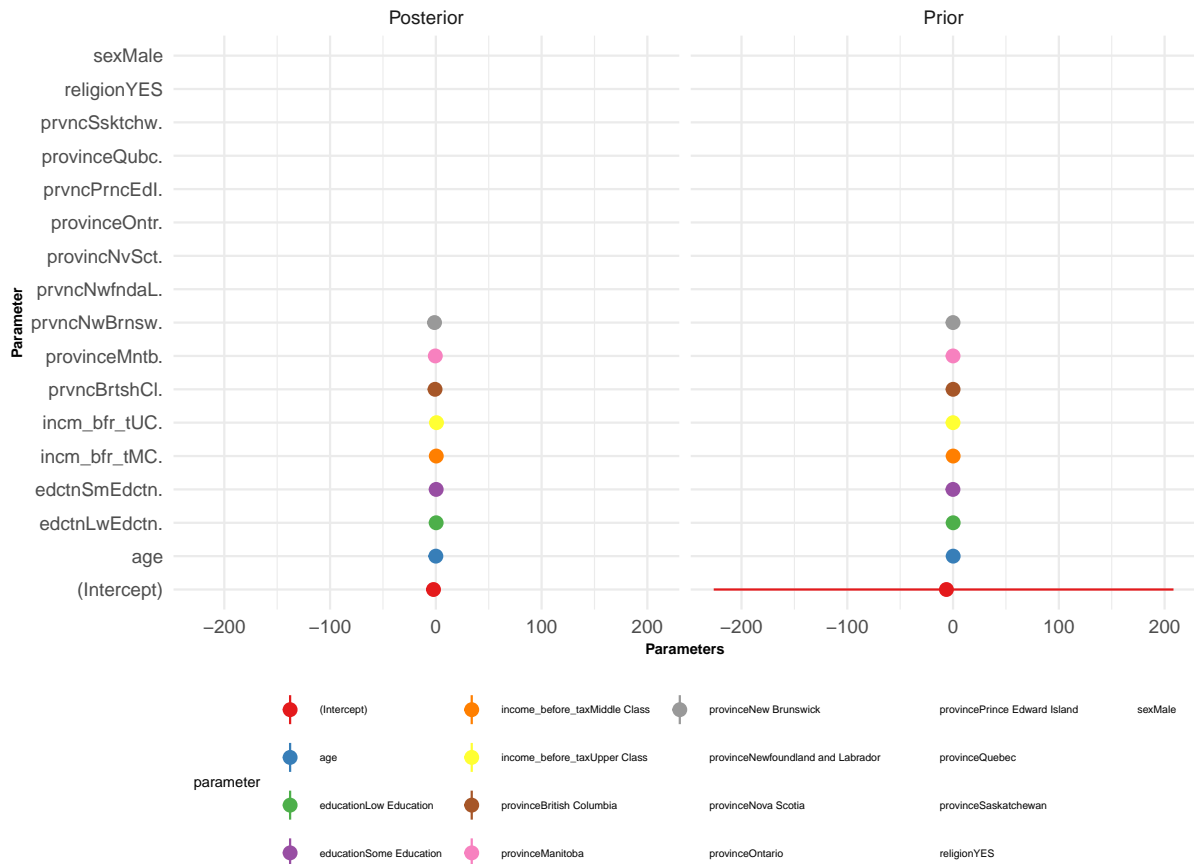 Posterior
Prior
sexMale
religionYES
prvncSsktchw.
provinceQubc.
prvncPrncEdI.
provinceOntr.
provincNvSct.
prvncNwfndaL.
prvncNwBrnsw.
provinceMntb.
prvncBrtshCl.
incm_bfr_tUC.
incm_bfr_tMC.
edctnSmEdctn.
edctnLwEdctn.
age
(Intercept)
Parameter
−200 −100 0 100 200 −200 −100 0 100 200
Parameters
parameter
(Intercept) income_before_taxMiddle Class provinceNew Brunswick provincePrince Edward Island sexMale
age income_before_taxUpper Class provinceNewfoundland and Labrador provinceQuebec
educationLow Education provinceBritish Columbia provinceNova Scotia provinceSaskatchewan
educationSome Education provinceManitoba provinceOntario religionYES